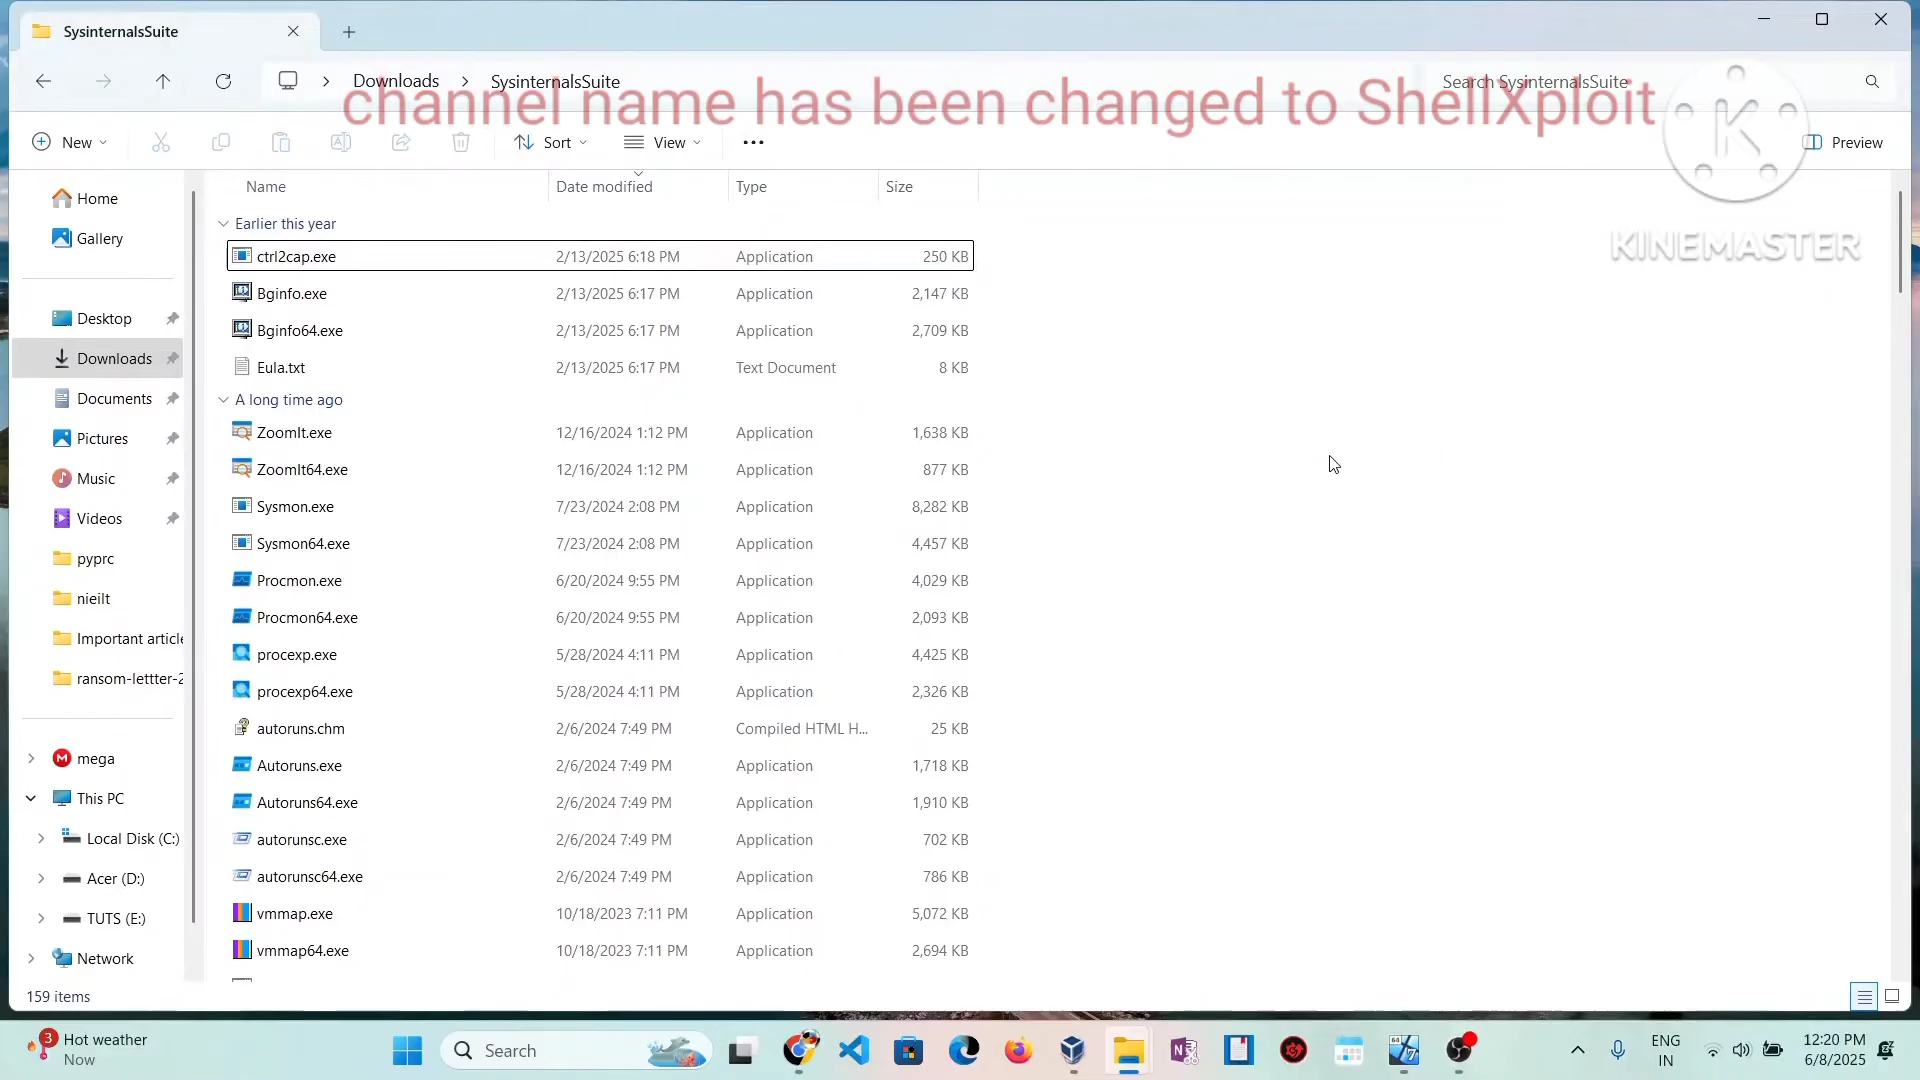 SysinternalsSuite
Downloads
SysinternalsSuite
Search SysinternalsSuite
channel name has been changed to ShellXploit
K
KINEMASTER
New
Sort
View
Preview
Home
Gallery
Desktop
Downloads
Documents
Pictures
Music
Videos
pyprc
nieilt
Important article
ransom-lettter-2
mega
This PC
Local Disk (C:)
Acer (D:)
TUTS (E:)
Network
Name Date modified Type Size
Earlier this year
ctrl2cap.exe 2/13/2025 6:18 PM Application 250 KB
Bginfo.exe 2/13/2025 6:17 PM Application 2,147 KB
Bginfo64.exe 2/13/2025 6:17 PM Application 2,709 KB
Eula.txt 2/13/2025 6:17 PM Text Document 8 KB
A long time ago
ZoomIt.exe 12/16/2024 1:12 PM Application 1,638 KB
ZoomIt64.exe 12/16/2024 1:12 PM Application 877 KB
Sysmon.exe 7/23/2024 2:08 PM Application 8,282 KB
Sysmon64.exe 7/23/2024 2:08 PM Application 4,457 KB
Procmon.exe 6/20/2024 9:55 PM Application 4,029 KB
Procmon64.exe 6/20/2024 9:55 PM Application 2,093 KB
procexp.exe 5/28/2024 4:11 PM Application 4,425 KB
procexp64.exe 5/28/2024 4:11 PM Application 2,326 KB
autoruns.chm 2/6/2024 7:49 PM Compiled HTML H... 25 KB
Autoruns.exe 2/6/2024 7:49 PM Application 1,718 KB
Autoruns64.exe 2/6/2024 7:49 PM Application 1,910 KB
autorunsc.exe 2/6/2024 7:49 PM Application 702 KB
autorunsc64.exe 2/6/2024 7:49 PM Application 786 KB
vmmap.exe 10/18/2023 7:11 PM Application 5,072 KB
vmmap64.exe 10/18/2023 7:11 PM Application 2,694 KB
159 items
3
Hot weather
Now
Search
ENG
IN
12:20 PM
6/8/2025